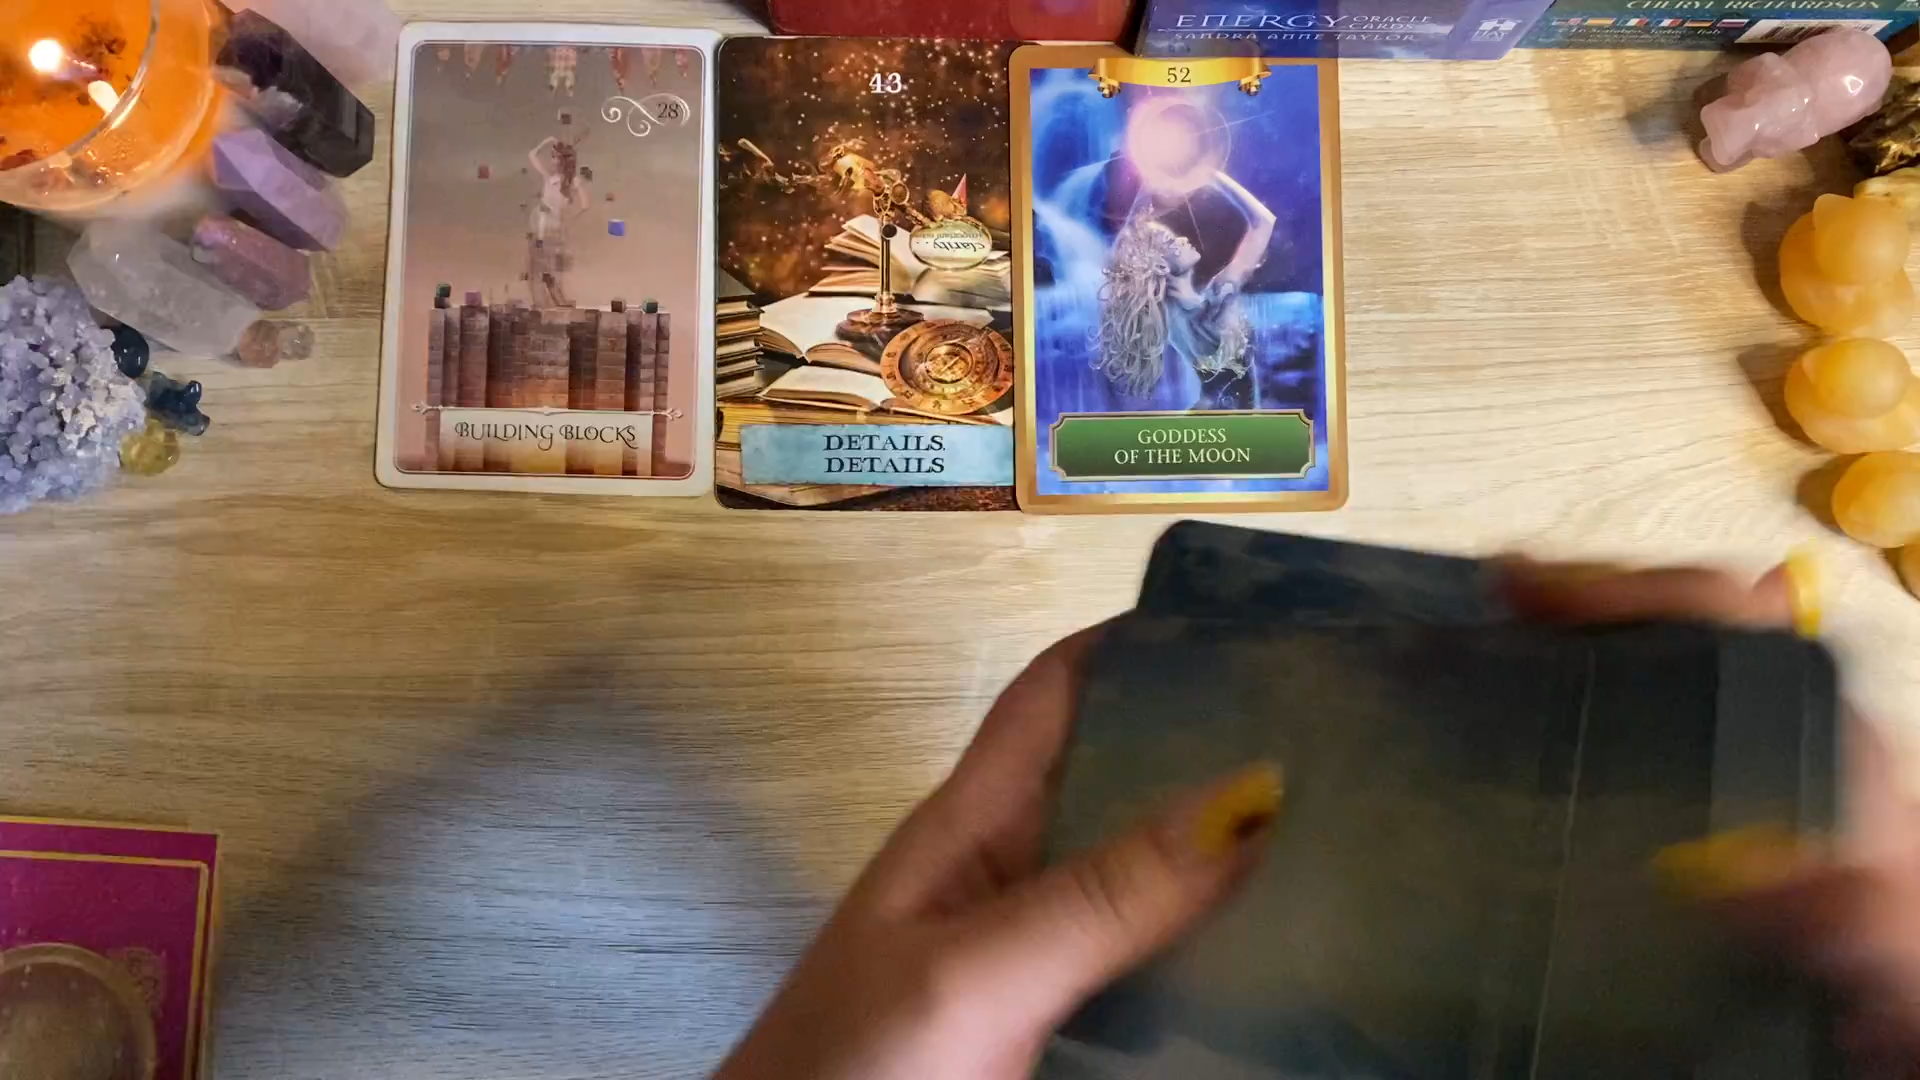 ENERGY ORACLE
CARDS
SANDRA ANNE TAYLOR
HAY
CHERYL RICHARDSON
28
BUILDING BLOCKS
43
clarity
DETAILS,
DETAILS
52
GODDESS
OF THE MOON